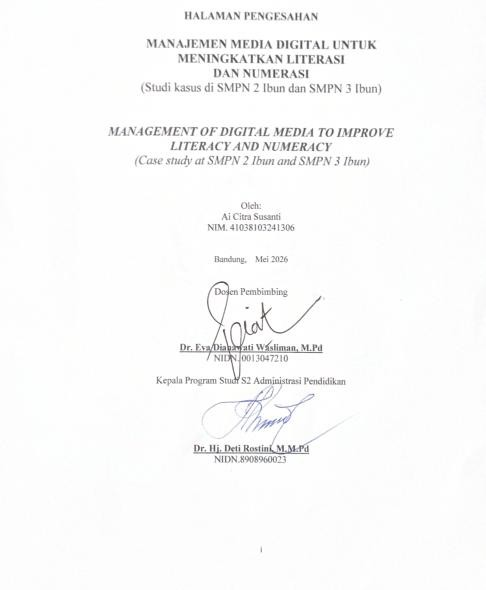 HALAMAN PENGESAHAN
MANAJEMEN MEDIA DIGITAL UNTUK
MENINGKATKAN LITERASI
DAN NUMERASI
(Studi kasus di SMPN 2 Ibun dan SMPN 3 Ibun)
MANAGEMENT OF DIGITAL MEDIA TO IMPROVE
LITERACY AND NUMERACY
(Case study at SMPN 2 Ibun and SMPN 3 Ibun)
Oleh:
Ai Citra Susanti
NIM. 41038103241306
Bandung, Mei 2026
Dosen Pembimbing
Dr. Eva Dianawati Wasliman, M.Pd
NIDN. 0013047210
Kepala Program Studi S2 Administrasi Pendidikan
Dr. Hj. Deti Rostini, M.M.Pd
NIDN.8908960023
i